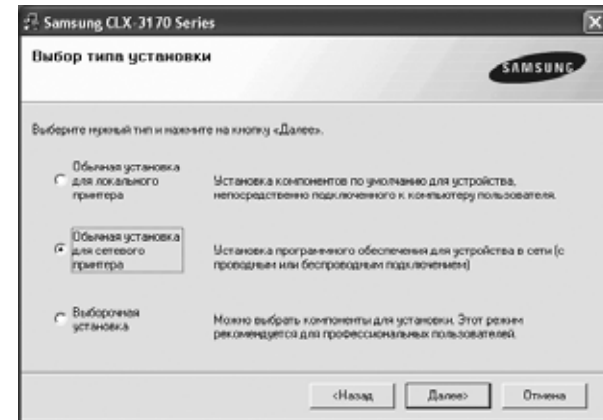 Samsung CLX-3170 Series
Выбор типа установки
SAMSUNG
Выберите нужный тип и нажмите на кнопку «Далее».
Обычная установка
для локального
принтера
Установка компонентов по умолчанию для устройства,
непосредственно подключенного к компьютеру пользователя.
Обычная установка
для сетевого
принтера
Установка программного обеспечения для устройства в сети (с
проводным или беспроводным подключением)
Выборочная
установка
Можно выбрать компоненты для установки. Этот режим
рекомендуется для профессиональных пользователей.
<Назад
Далее>
Отмена